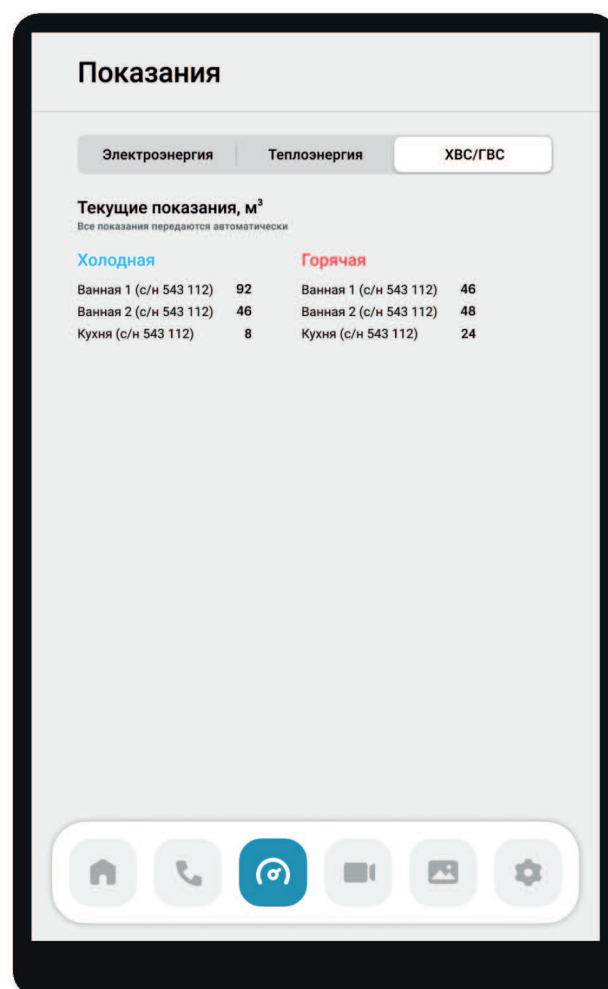 Показания
Электроэнергия Теплоэнергия ХВС/ГВС
Текущие показания, м³
Все показания передаются автоматически
Холодная
Ванная 1 (с/н 543 112) 92
Ванная 2 (с/н 543 112) 46
Кухня (с/н 543 112) 8
Горячая
Ванная 1 (с/н 543 112) 46
Ванная 2 (с/н 543 112) 48
Кухня (с/н 543 112) 24